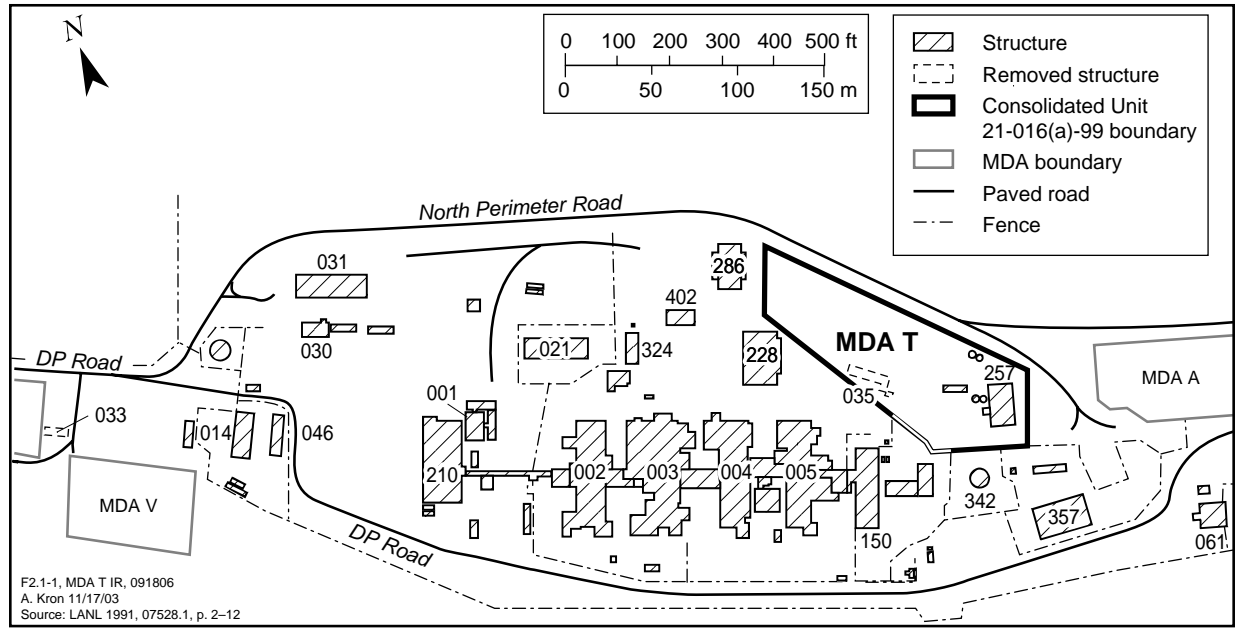 N
0 100 200 300 400 500 ft
0 50 100 150 m
Structure
Removed structure
Consolidated Unit
21-016(a)-99 boundary
MDA boundary
Paved road
Fence
North Perimeter Road
031
286
402
030
021
324
228
MDA T
257
MDA A
DP Road
035
033
001
014
046
210
002
003
004
005
342
357
061
150
MDA V
DP Road
F2.1-1, MDA T IR, 091806
A. Kron 11/17/03
Source: LANL 1991, 07528.1, p. 2–12